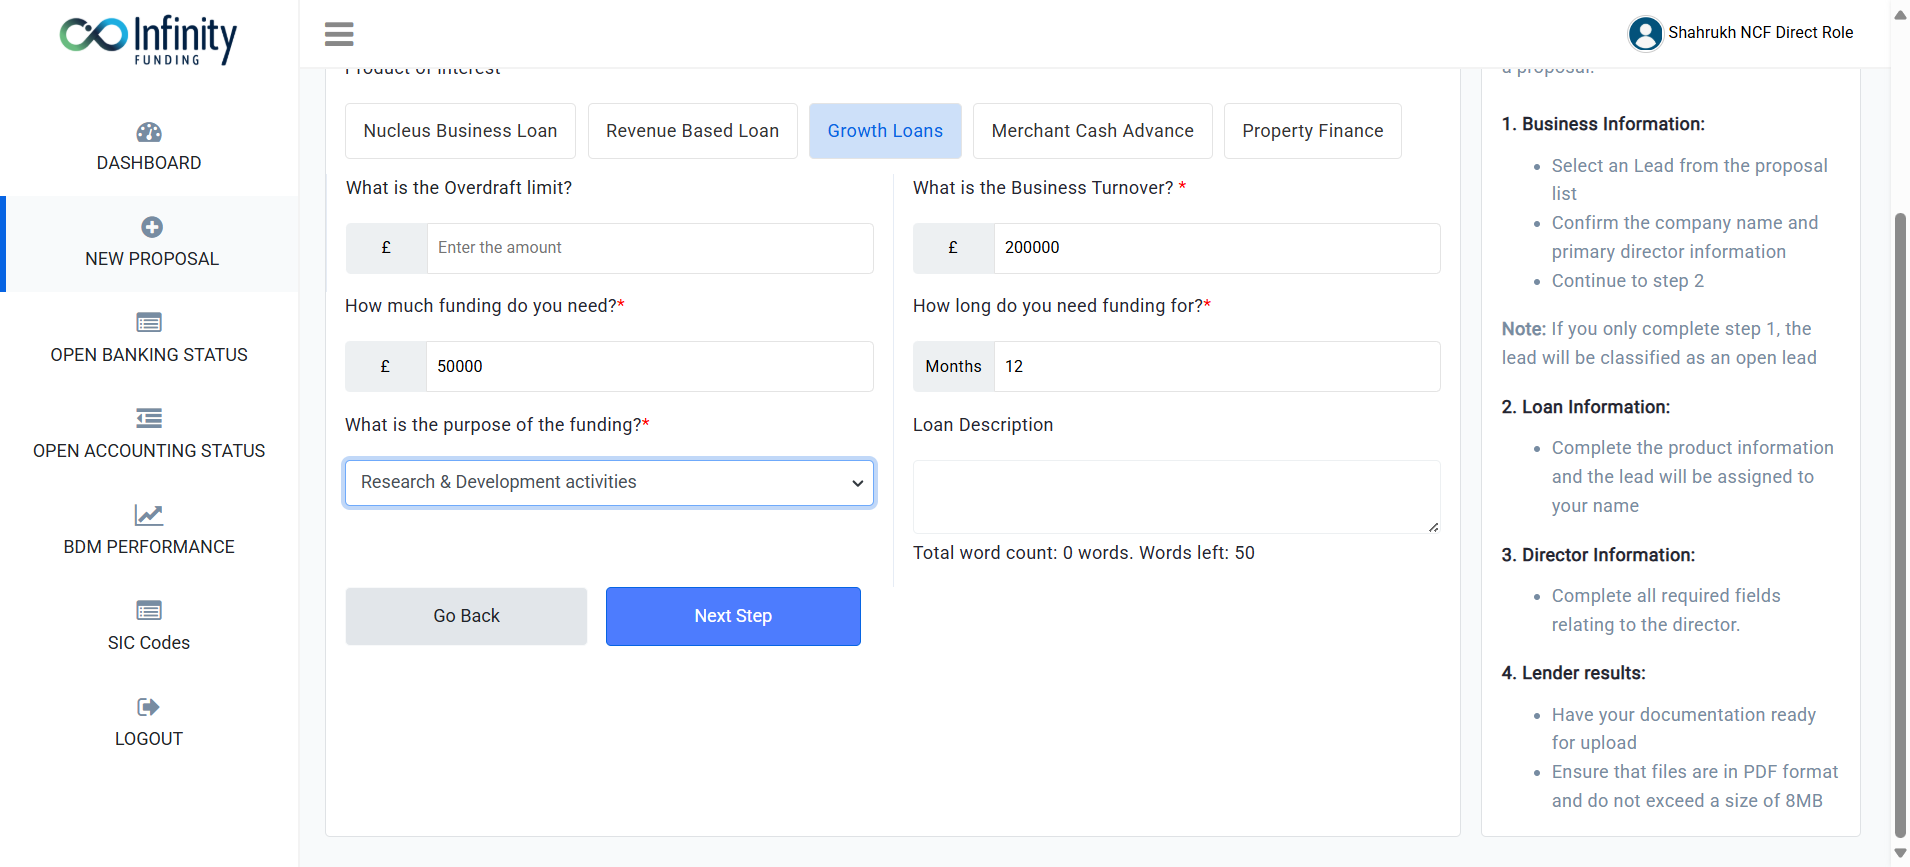 Infinity
FUNDING
DASHBOARD
NEW PROPOSAL
OPEN BANKING STATUS
OPEN ACCOUNTING STATUS
BDM PERFORMANCE
SIC Codes
LOGOUT
Shahrukh NCF Direct Role
Product of Interest
Nucleus Business Loan
Revenue Based Loan
Growth Loans
Merchant Cash Advance
Property Finance
What is the Overdraft limit?
£ Enter the amount
What is the Business Turnover? *
£ 200000
How much funding do you need?*
£ 50000
How long do you need funding for?*
Months 12
What is the purpose of the funding?*
Research & Development activities
Loan Description
Total word count: 0 words. Words left: 50
Go Back
Next Step
a proposal.
1. Business Information:
• Select an Lead from the proposal
list
• Confirm the company name and
primary director information
• Continue to step 2
Note: If you only complete step 1, the
lead will be classified as an open lead
2. Loan Information:
• Complete the product information
and the lead will be assigned to
your name
3. Director Information:
• Complete all required fields
relating to the director.
4. Lender results:
• Have your documentation ready
for upload
• Ensure that files are in PDF format
and do not exceed a size of 8MB